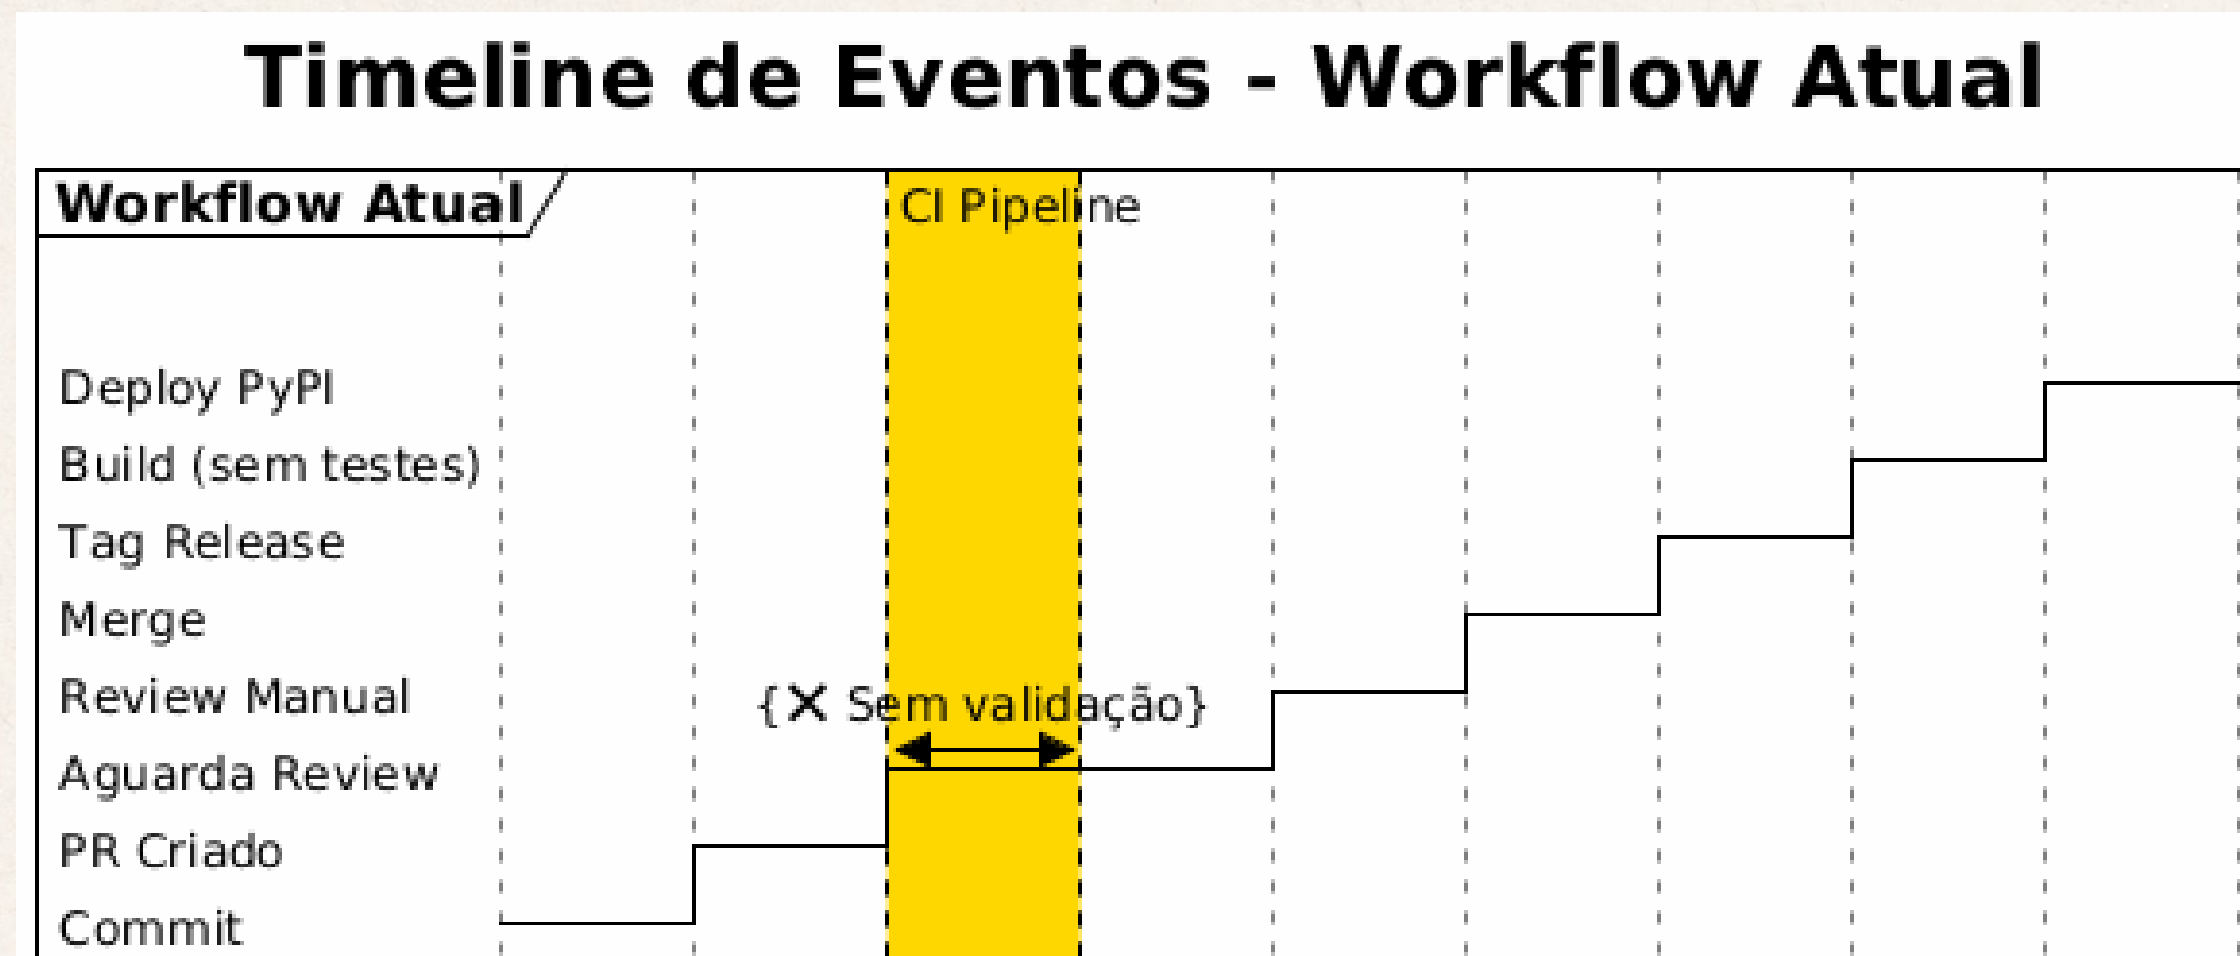 Timeline de Eventos - Workflow Atual
Workflow Atual
CI Pipeline
Deploy PyPI
Build (sem testes)
Tag Release
Merge
Review Manual
{❌ Sem validação}
Aguarda Review
PR Criado
Commit